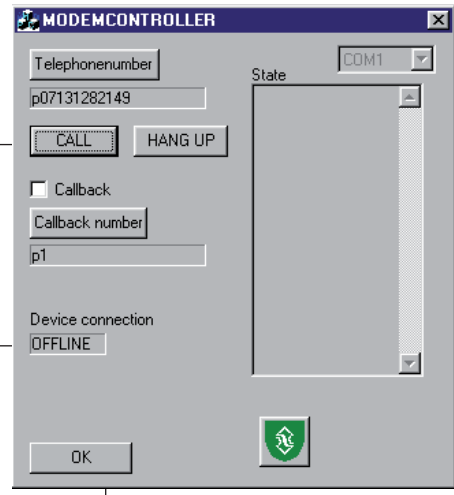 MODEMCONTROLLER
Telephonenumber
COM1
State
p07131282149
CALL
HANG UP
Callback
Callback number
p1
Device connection
OFFLINE
OK